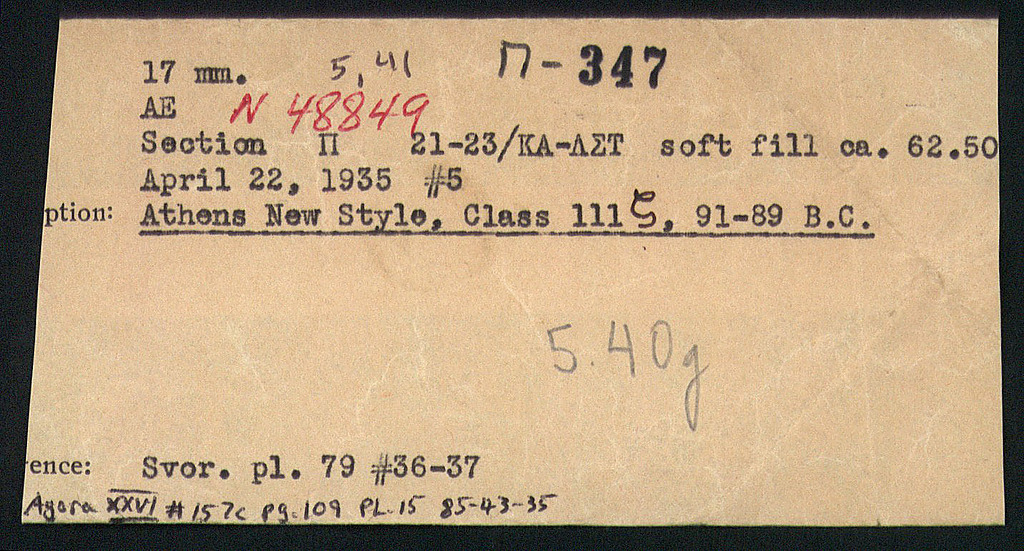 17 mm. 5,41 Π-347
AE N 48849
Section Π 21-23/ΚΑ-ΛΣΤ soft fill ca. 62.50
April 22, 1935 #5
ption: Athens New Style, Class 111ζ, 91-89 B.C.
5.40g
ence: Svor. pl. 79 #36-37
Agora XXVI #157c pg.109 PL.15 85-43-35